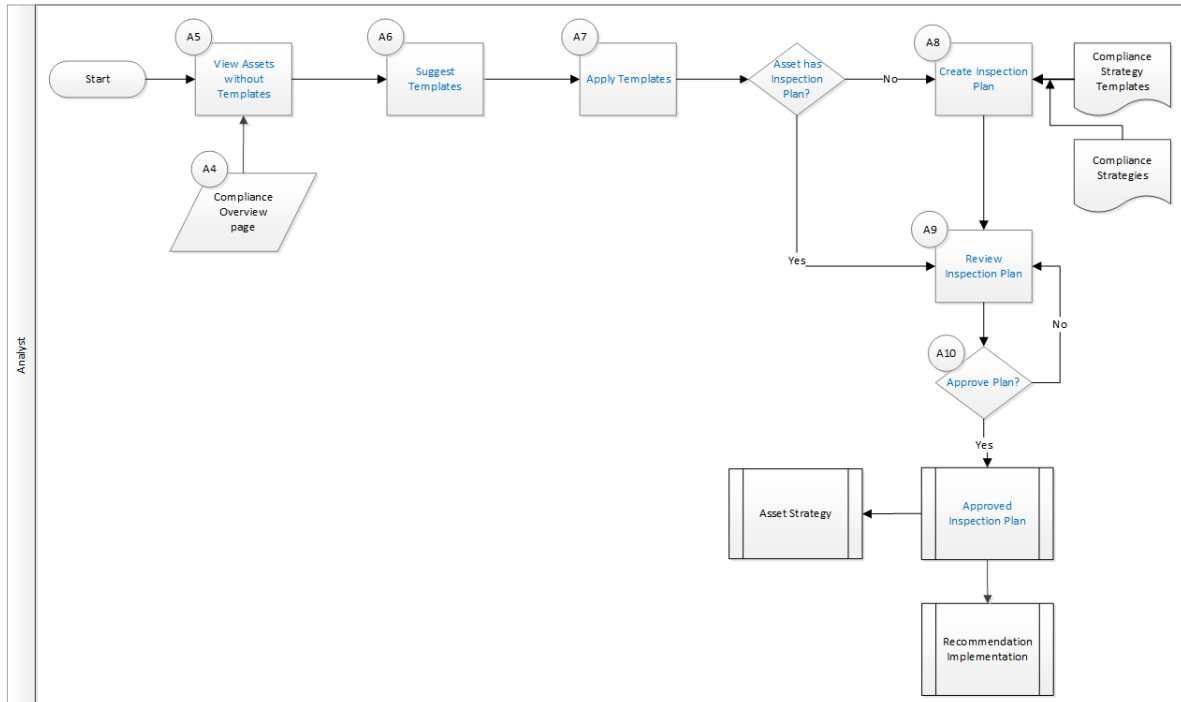 A5
A6
A7
A8
Start
View Assets
without
Templates
Suggest
Templates
Apply Templates
Asset has
Inspection
Plan?
No
Create Inspection
Plan
Compliance
Strategy
Templates
A4
Compliance
Overview
page
Compliance
Strategies
A9
Yes
Review
Inspection Plan
No
Analyst
A10
Approve Plan?
Yes
Asset Strategy
Approved
Inspection Plan
Recommendation
Implementation